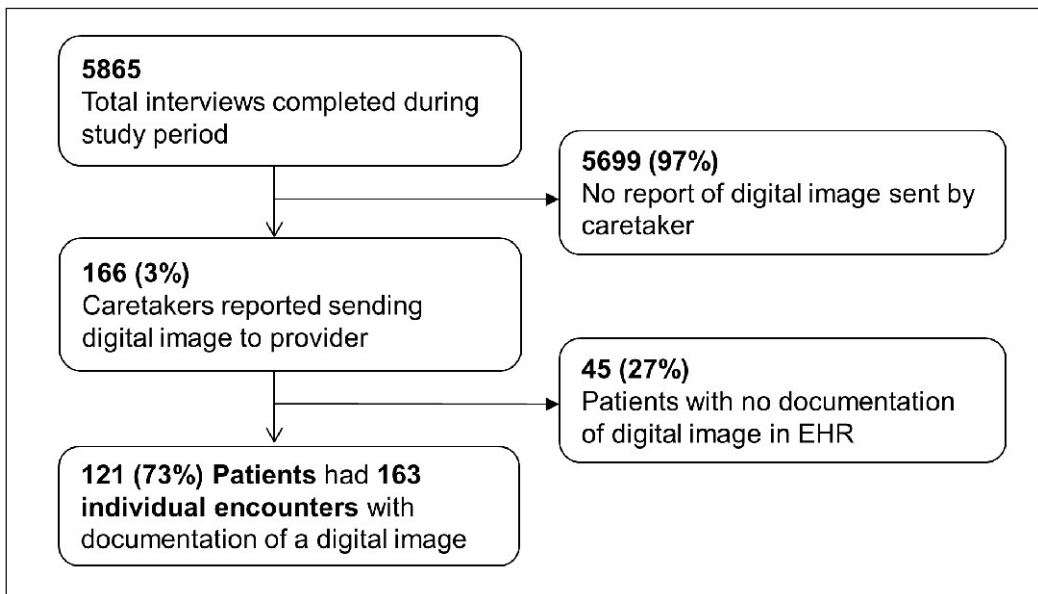 5865
Total interviews completed during
study period
5699 (97%)
No report of digital image sent by
caretaker
166 (3%)
Caretakers reported sending
digital image to provider
45 (27%)
Patients with no documentation
of digital image in EHR
121 (73%) Patients had 163
individual encounters with
documentation of a digital image